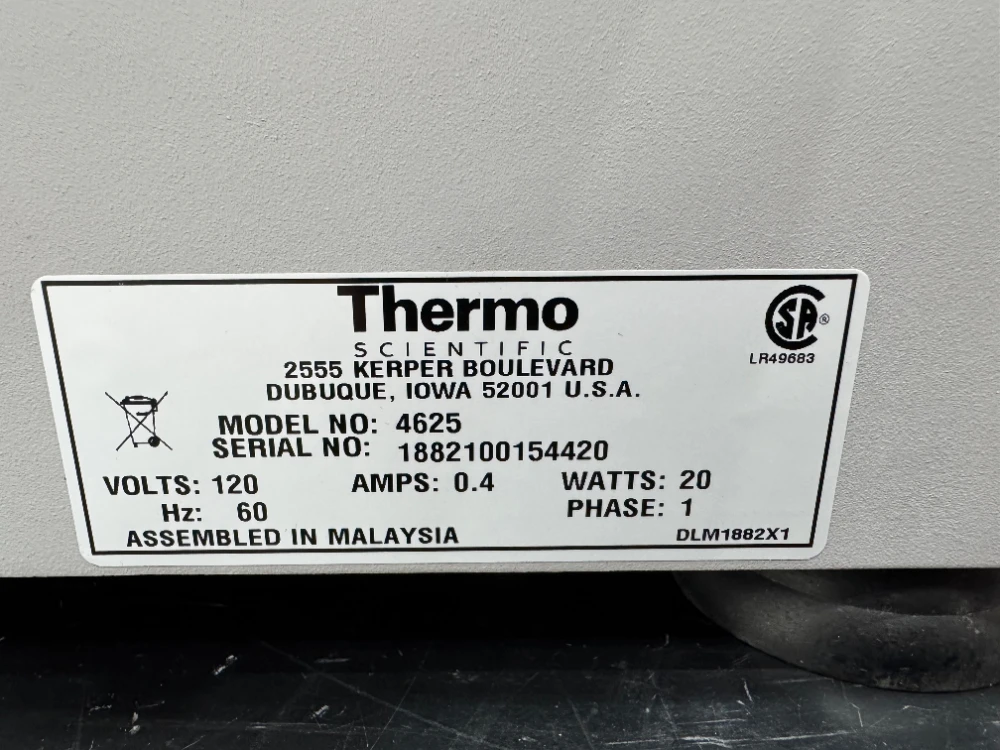 Thermo
SCIENTIFIC
2555 KERPER BOULEVARD
DUBUQUE, IOWA 52001 U.S.A.
SA ®
LR49683
MODEL NO: 4625
SERIAL NO: 1882100154420
VOLTS: 120 AMPS: 0.4 WATTS: 20
Hz: 60 PHASE: 1
ASSEMBLED IN MALAYSIA DLM1882X1